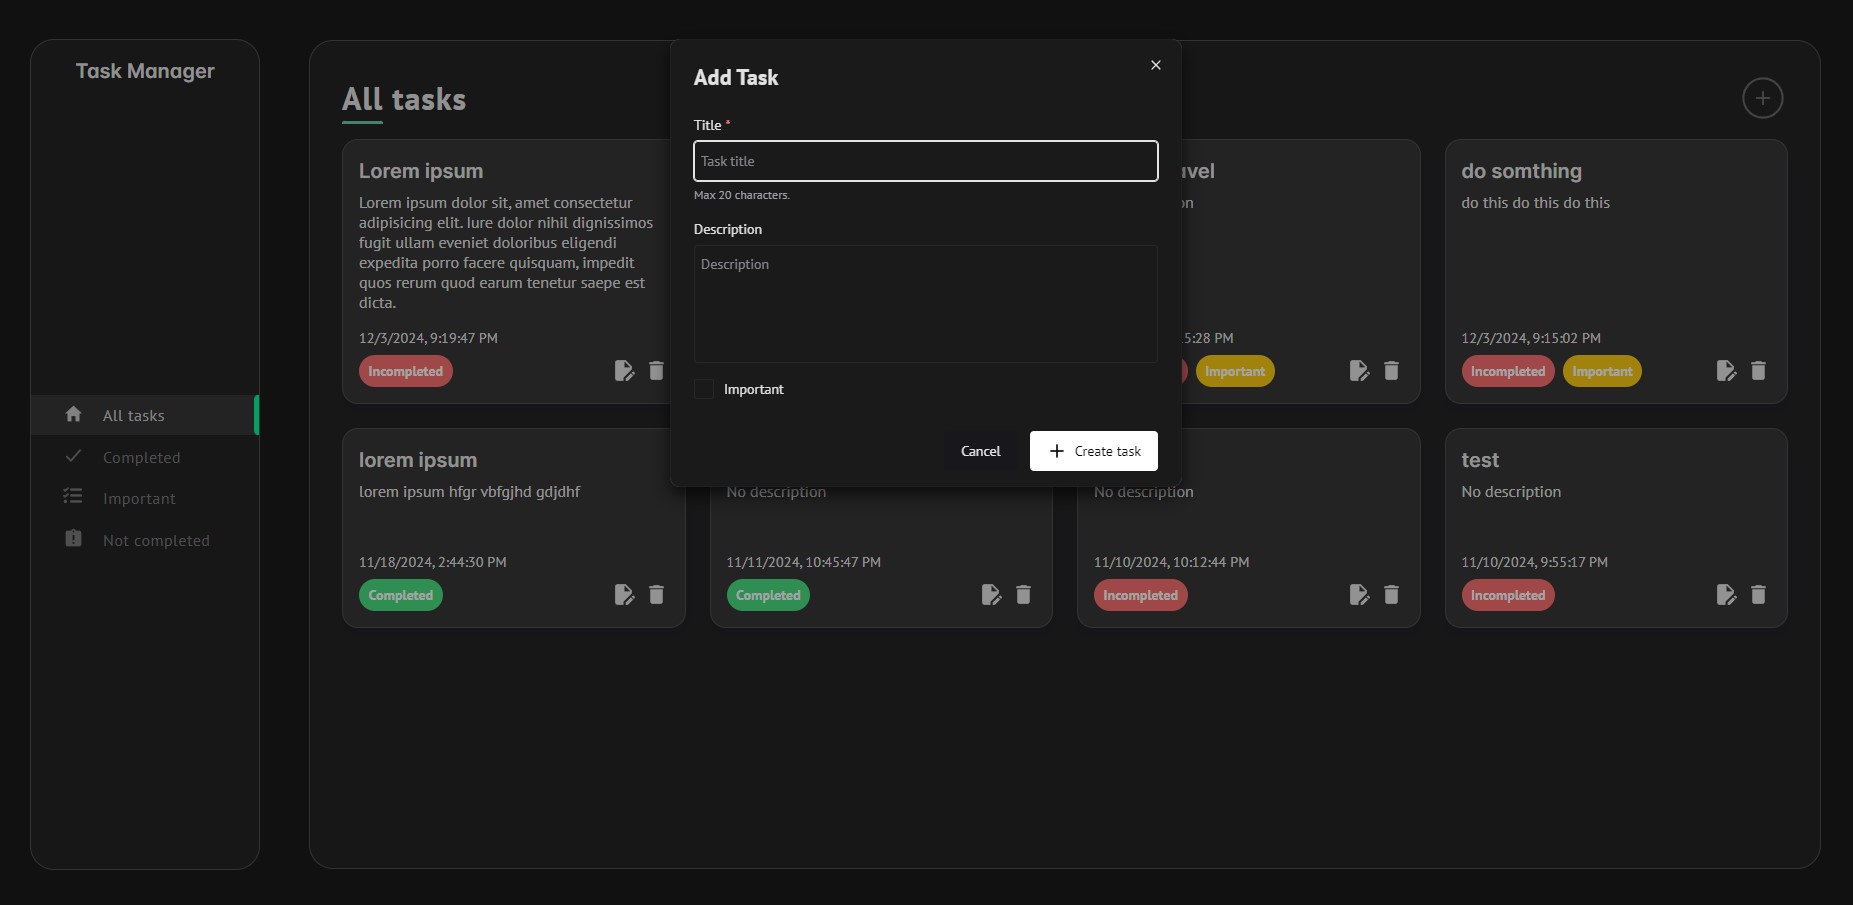 Task Manager
All tasks
Completed
Important
Not completed
All tasks
Lorem ipsum
Lorem ipsum dolor sit, amet consectetur
adipisicing elit. Iure dolor nihil dignissimos
fugit ullam eveniet doloribus eligendi
expedita porro facere quisquam, impedit
quos rerum quod earum tenetur saepe est
dicta.
12/3/2024, 9:19:47 PM
Incompleted
Add Task
Title *
Task title
Max 20 characters.
Description
Description
Important
Cancel
Create task
5:28 PM
Important
do somthing
do this do this do this
12/3/2024, 9:15:02 PM
Incompleted Important
lorem ipsum
lorem ipsum hfgr vbfgjhd gdjdhf
11/18/2024, 2:44:30 PM
Completed
No description
11/11/2024, 10:45:47 PM
Completed
No description
11/10/2024, 10:12:44 PM
Incompleted
test
No description
11/10/2024, 9:55:17 PM
Incompleted